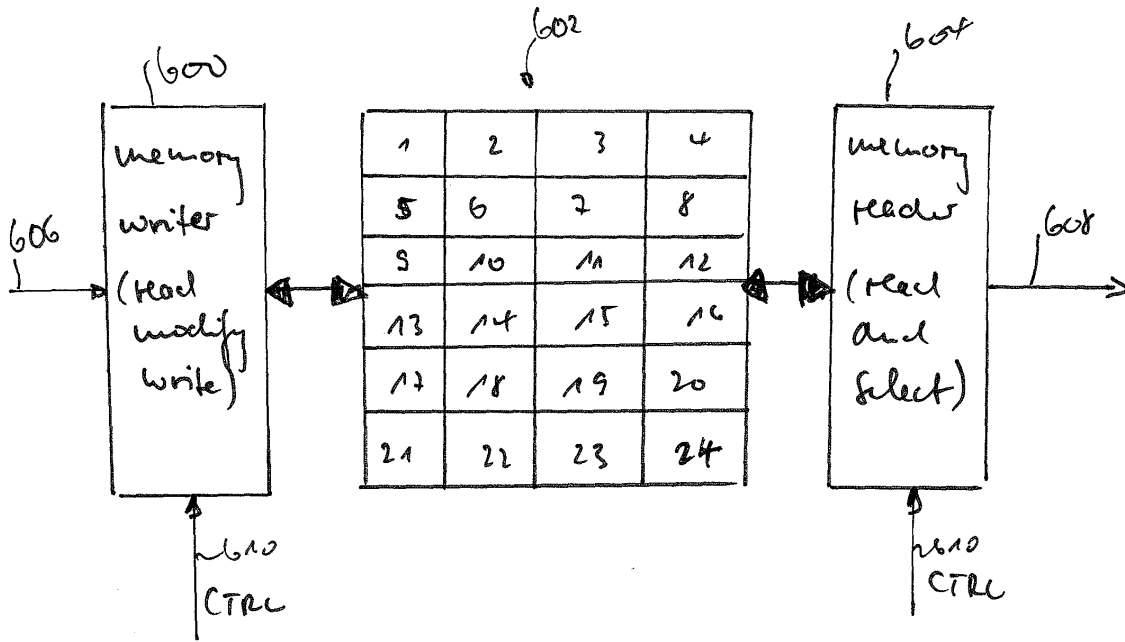 600
602
604
memory
writer
(read
modify
write)
606
1 2 3 4
5 6 7 8
9 10 11 12
13 14 15 16
17 18 19 20
21 22 23 24
memory
reader
(read
and
select)
608
610
CTRL
610
CTRL